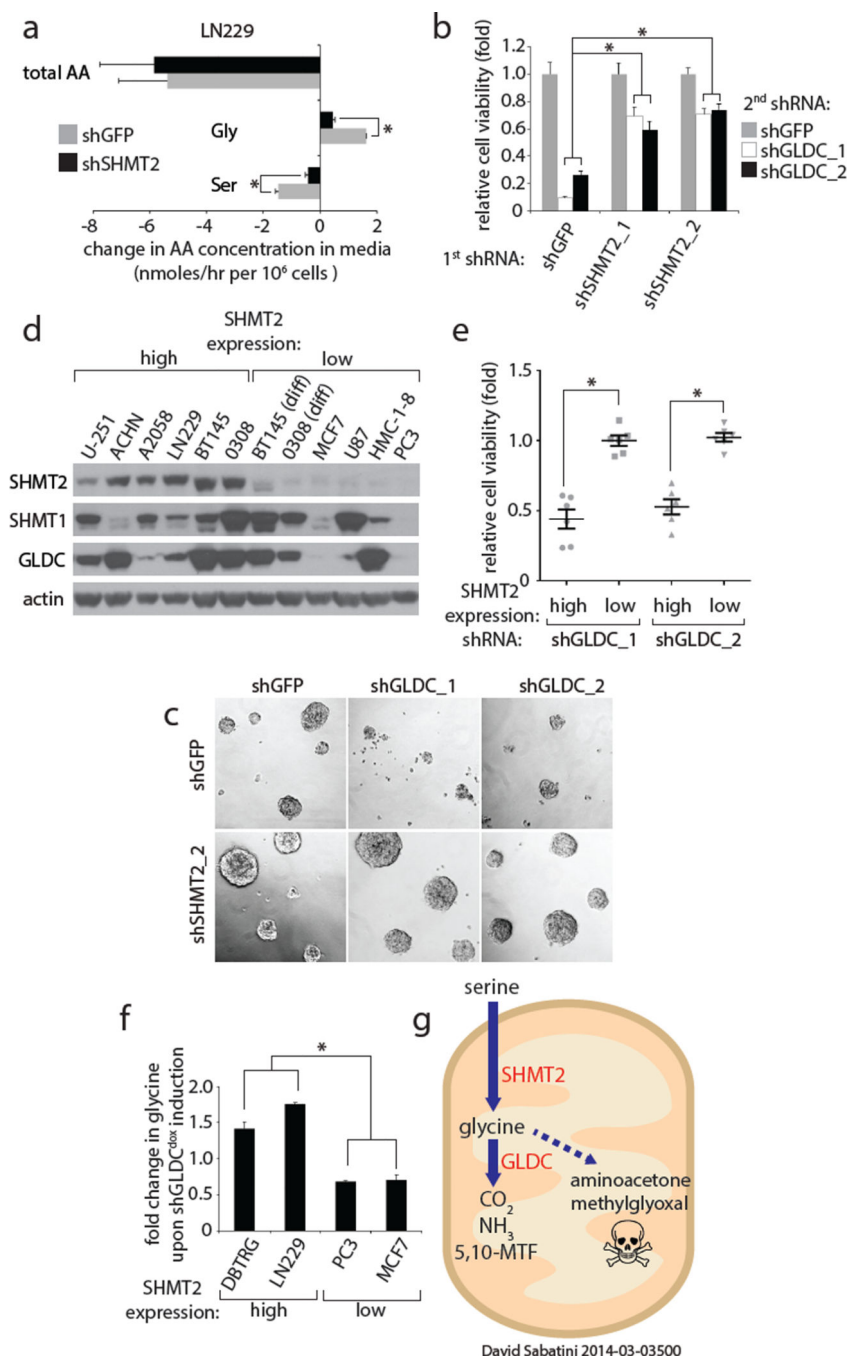 a
LN229
total AA
shGFP
shSHMT2
Gly
*
Ser
*
-8 -6 -4 -2 0 2
change in AA concentration in media
(nmoles/hr per 10⁶ cells )
b
relative cell viability (fold)
1.2
1.0
0.8
0.6
0.4
0.2
0
*
*
2nd shRNA:
shGFP
shGLDC_1
shGLDC_2
1st shRNA:
shGFP
shSHMT2_1
shSHMT2_2
d
SHMT2
expression:
high
low
U-251
ACHN
A2058
LN229
BT145
0308
BT145 (diff)
0308 (diff)
MCF7
U87
HMC-1-8
PC3
SHMT2
SHMT1
GLDC
actin
e
relative cell viability (fold)
1.5
1.0
0.5
0
*
*
SHMT2
expression:
high low high low
shRNA: shGLDC_1 shGLDC_2
c
shGFP shGLDC_1 shGLDC_2
shGFP
shSHMT2_2
f
fold change in glycine
upon shGLDCdox induction
2.0
1.5
1.0
0.5
0
*
DBTRG
LN229
PC3
MCF7
SHMT2
expression:
high low
g
serine
SHMT2
glycine
GLDC
CO2
NH3
5,10-MTF
aminoacetone
methylglyoxal
David Sabatini 2014-03-03500